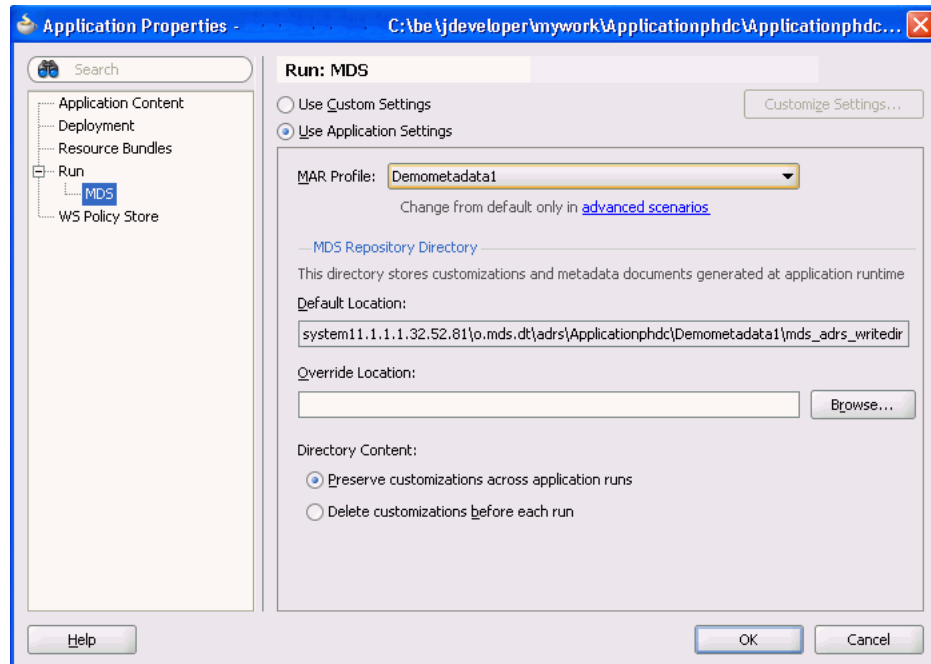 Application Properties - C:\be\jdeveloper\mywork\Applicationphdc\Applicationphdc...
Search
Application Content
Deployment
Resource Bundles
Run
MDS
WS Policy Store
Run: MDS
Use Custom Settings
Customize Settings...
Use Application Settings
MAR Profile: Demometadata1
Change from default only in advanced scenarios
MDS Repository Directory
This directory stores customizations and metadata documents generated at application runtime
Default Location:
system11.1.1.1.32.52.81\o.mds.dt\adrs\Applicationphdc\Demometadata1\mds_adrs_writedir
Override Location:
Browse...
Directory Content:
Preserve customizations across application runs
Delete customizations before each run
Help
OK
Cancel